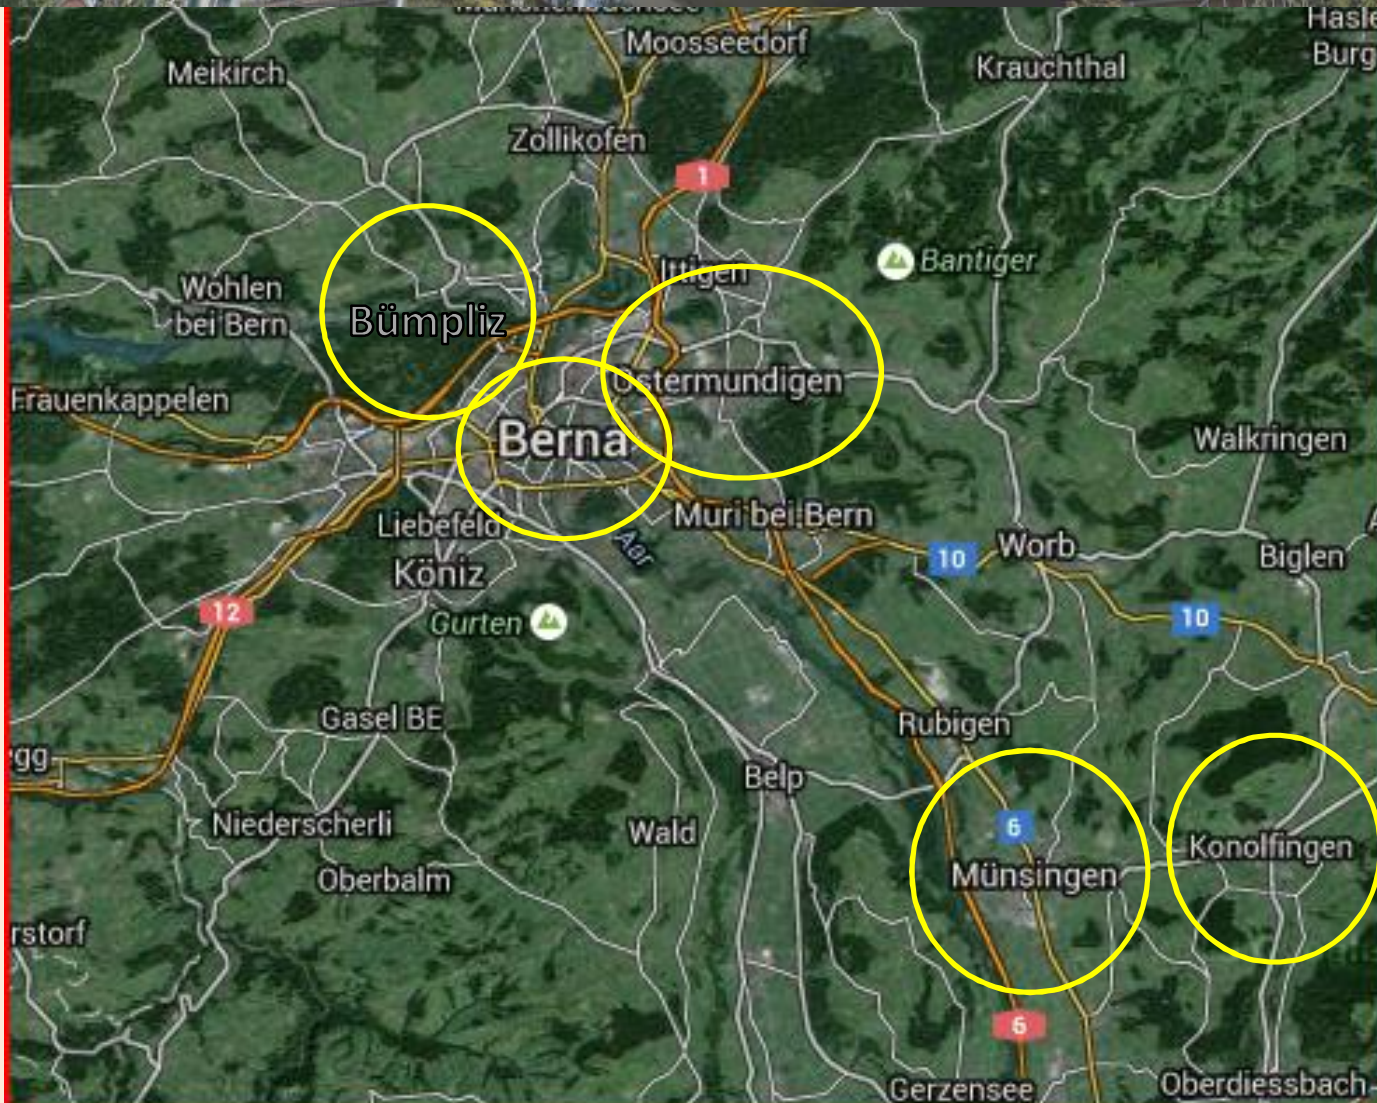 Moosseedorf
Hasle
Burg
Meikirch
Krauchthal
Zollikofen
1
Bantiger
Ittigen
Wohlen
bei Bern
Bümpliz
Ostermundigen
Frauenkappelen
Berna
Walkringen
Muri bei Bern
Liebefeld
Aar
Worb
10
Biglen
Köniz
12
Gurten
10
Gasel BE
Rubigen
egg
Belp
Niederscherli
Wald
6
Konolfingen
Oberbalm
Münsingen
rstorf
6
Gerzensee
Oberdiessbach